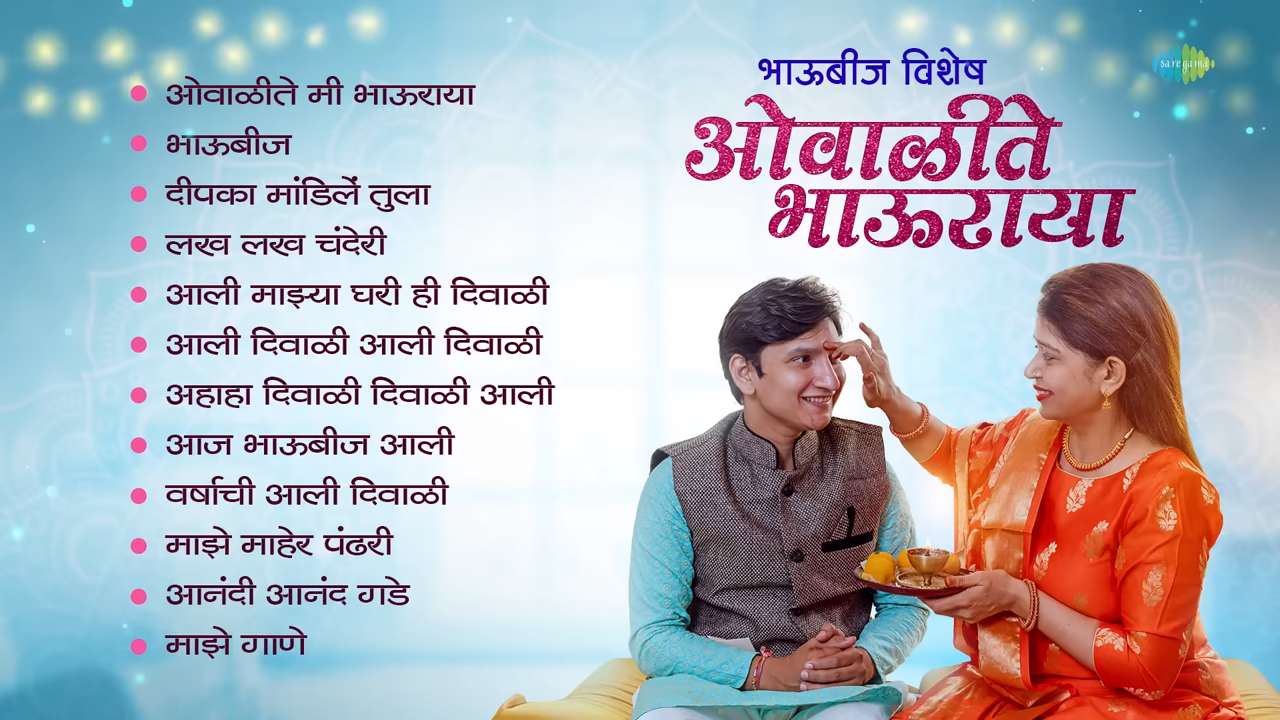 भाऊबीज विशेष
ओवाळीते
भाऊराया
saregama
ओवाळीते मी भाऊराया
भाऊबीज
दीपका मांडिलें तुला
लख लख चंदेरी
आली माझ्या घरी ही दिवाळी
आली दिवाळी आली दिवाळी
अहाहा दिवाळी दिवाळी आली
आज भाऊबीज आली
वर्षाची आली दिवाळी
माझे माहेर पंढरी
आनंदी आनंद गडे
माझे गाणे